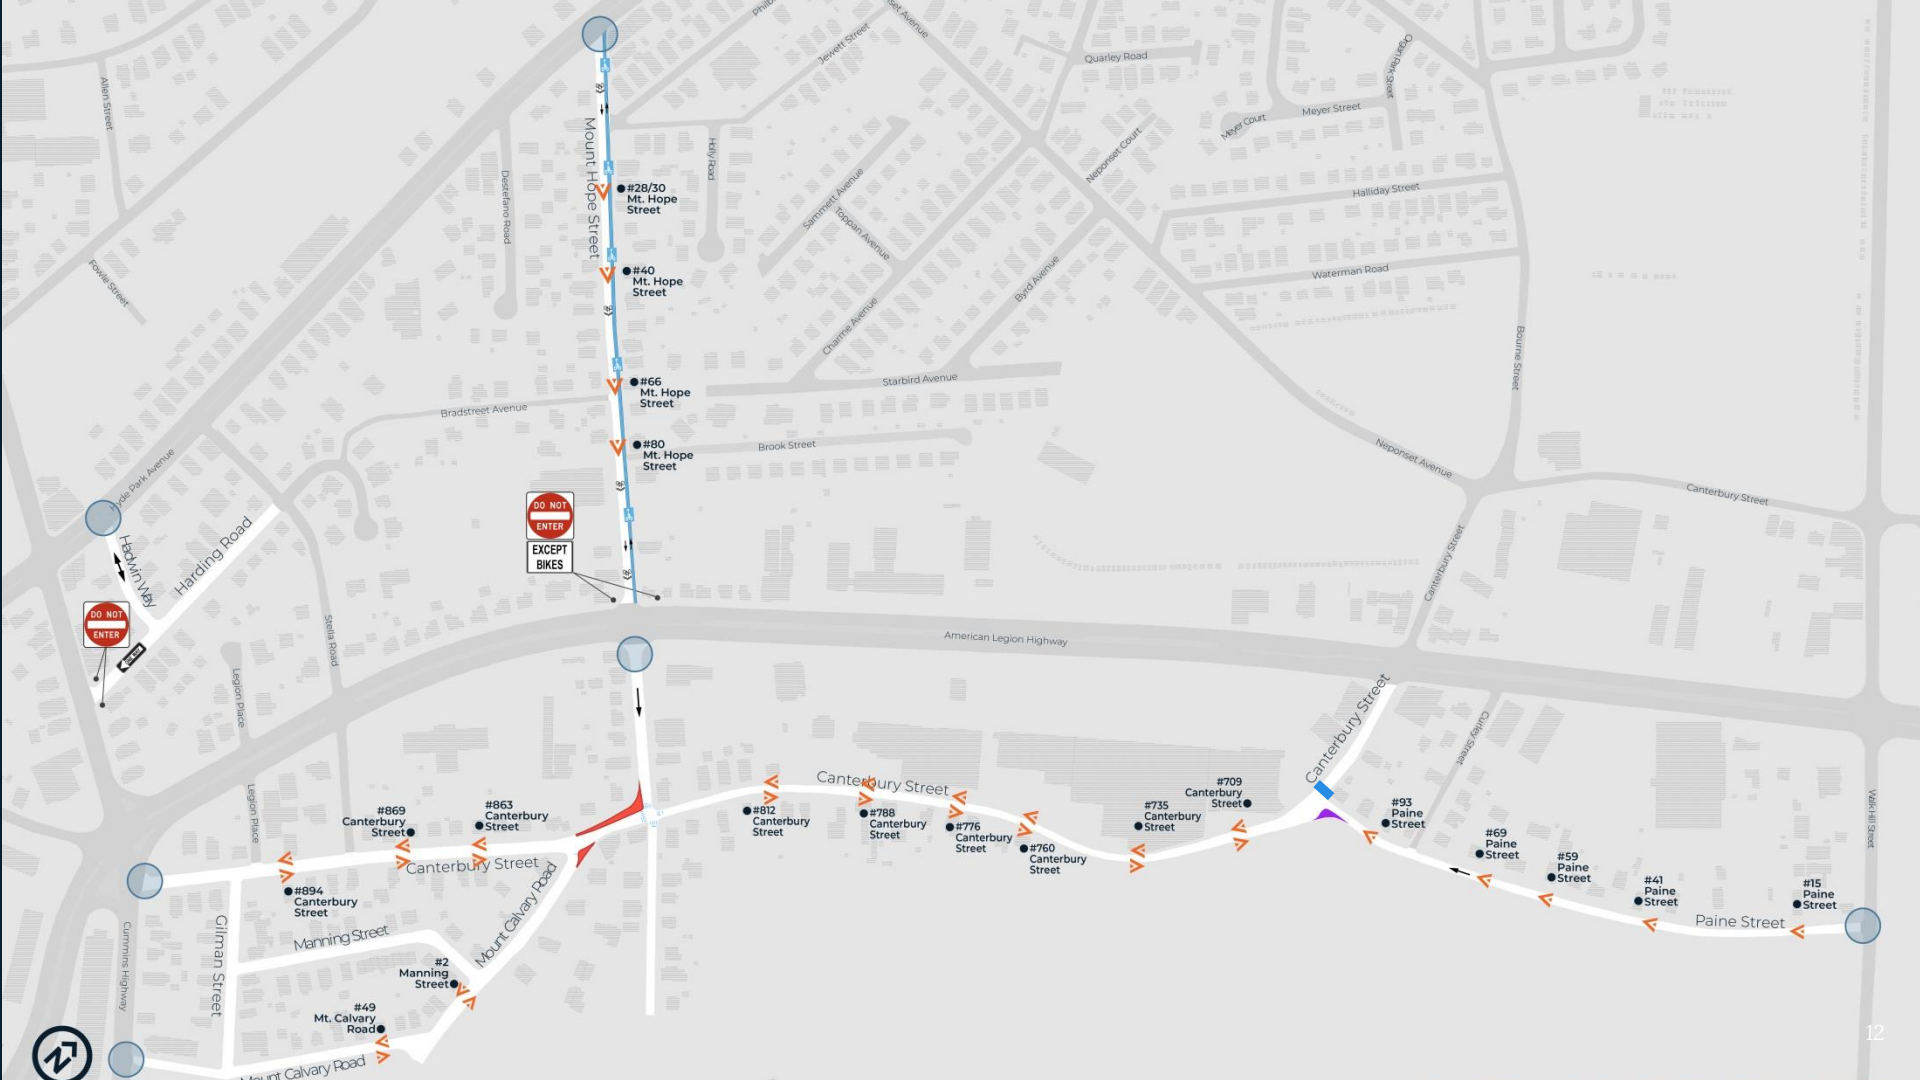 Allen Street
Jewett Street
Quarley Road
Meyer Court
Meyer Street
Mount Hope Street
Holly Road
Destefano Road
Neponset Court
Sammett Avenue
Toppan Avenue
Halliday Street
#28/30
Mt. Hope
Street
Fowle Street
#40
Mt. Hope
Street
Byrd Avenue
Waterman Road
Charme Avenue
Bourne Street
#66
Mt. Hope
Street
Starbird Avenue
Bradstreet Avenue
#80
Mt. Hope
Street
Brook Street
Neponset Avenue
Canterbury Street
Hyde Park Avenue
DO NOT
ENTER
EXCEPT
BIKES
Hadwin Way
Harding Road
Canterbury Street
DO NOT
ENTER
Stella Road
American Legion Highway
Legion Place
Canterbury Street
Curley Street
Legion Place
Canterbury Street
#709
Canterbury
Street
#869
Canterbury
Street
#863
Canterbury
Street
#812
Canterbury
Street
#788
Canterbury
Street
#776
Canterbury
Street
#760
Canterbury
Street
#735
Canterbury
Street
#93
Paine
Street
#69
Paine
Street
#59
Paine
Street
#41
Paine
Street
#15
Paine
Street
Walk Hill Street
Canterbury Street
#894
Canterbury
Street
Mount Calvary Road
Paine Street
Gilman Street
Manning Street
Cummins Highway
#2
Manning
Street
#49
Mt. Calvary
Road
Mount Calvary Road
12